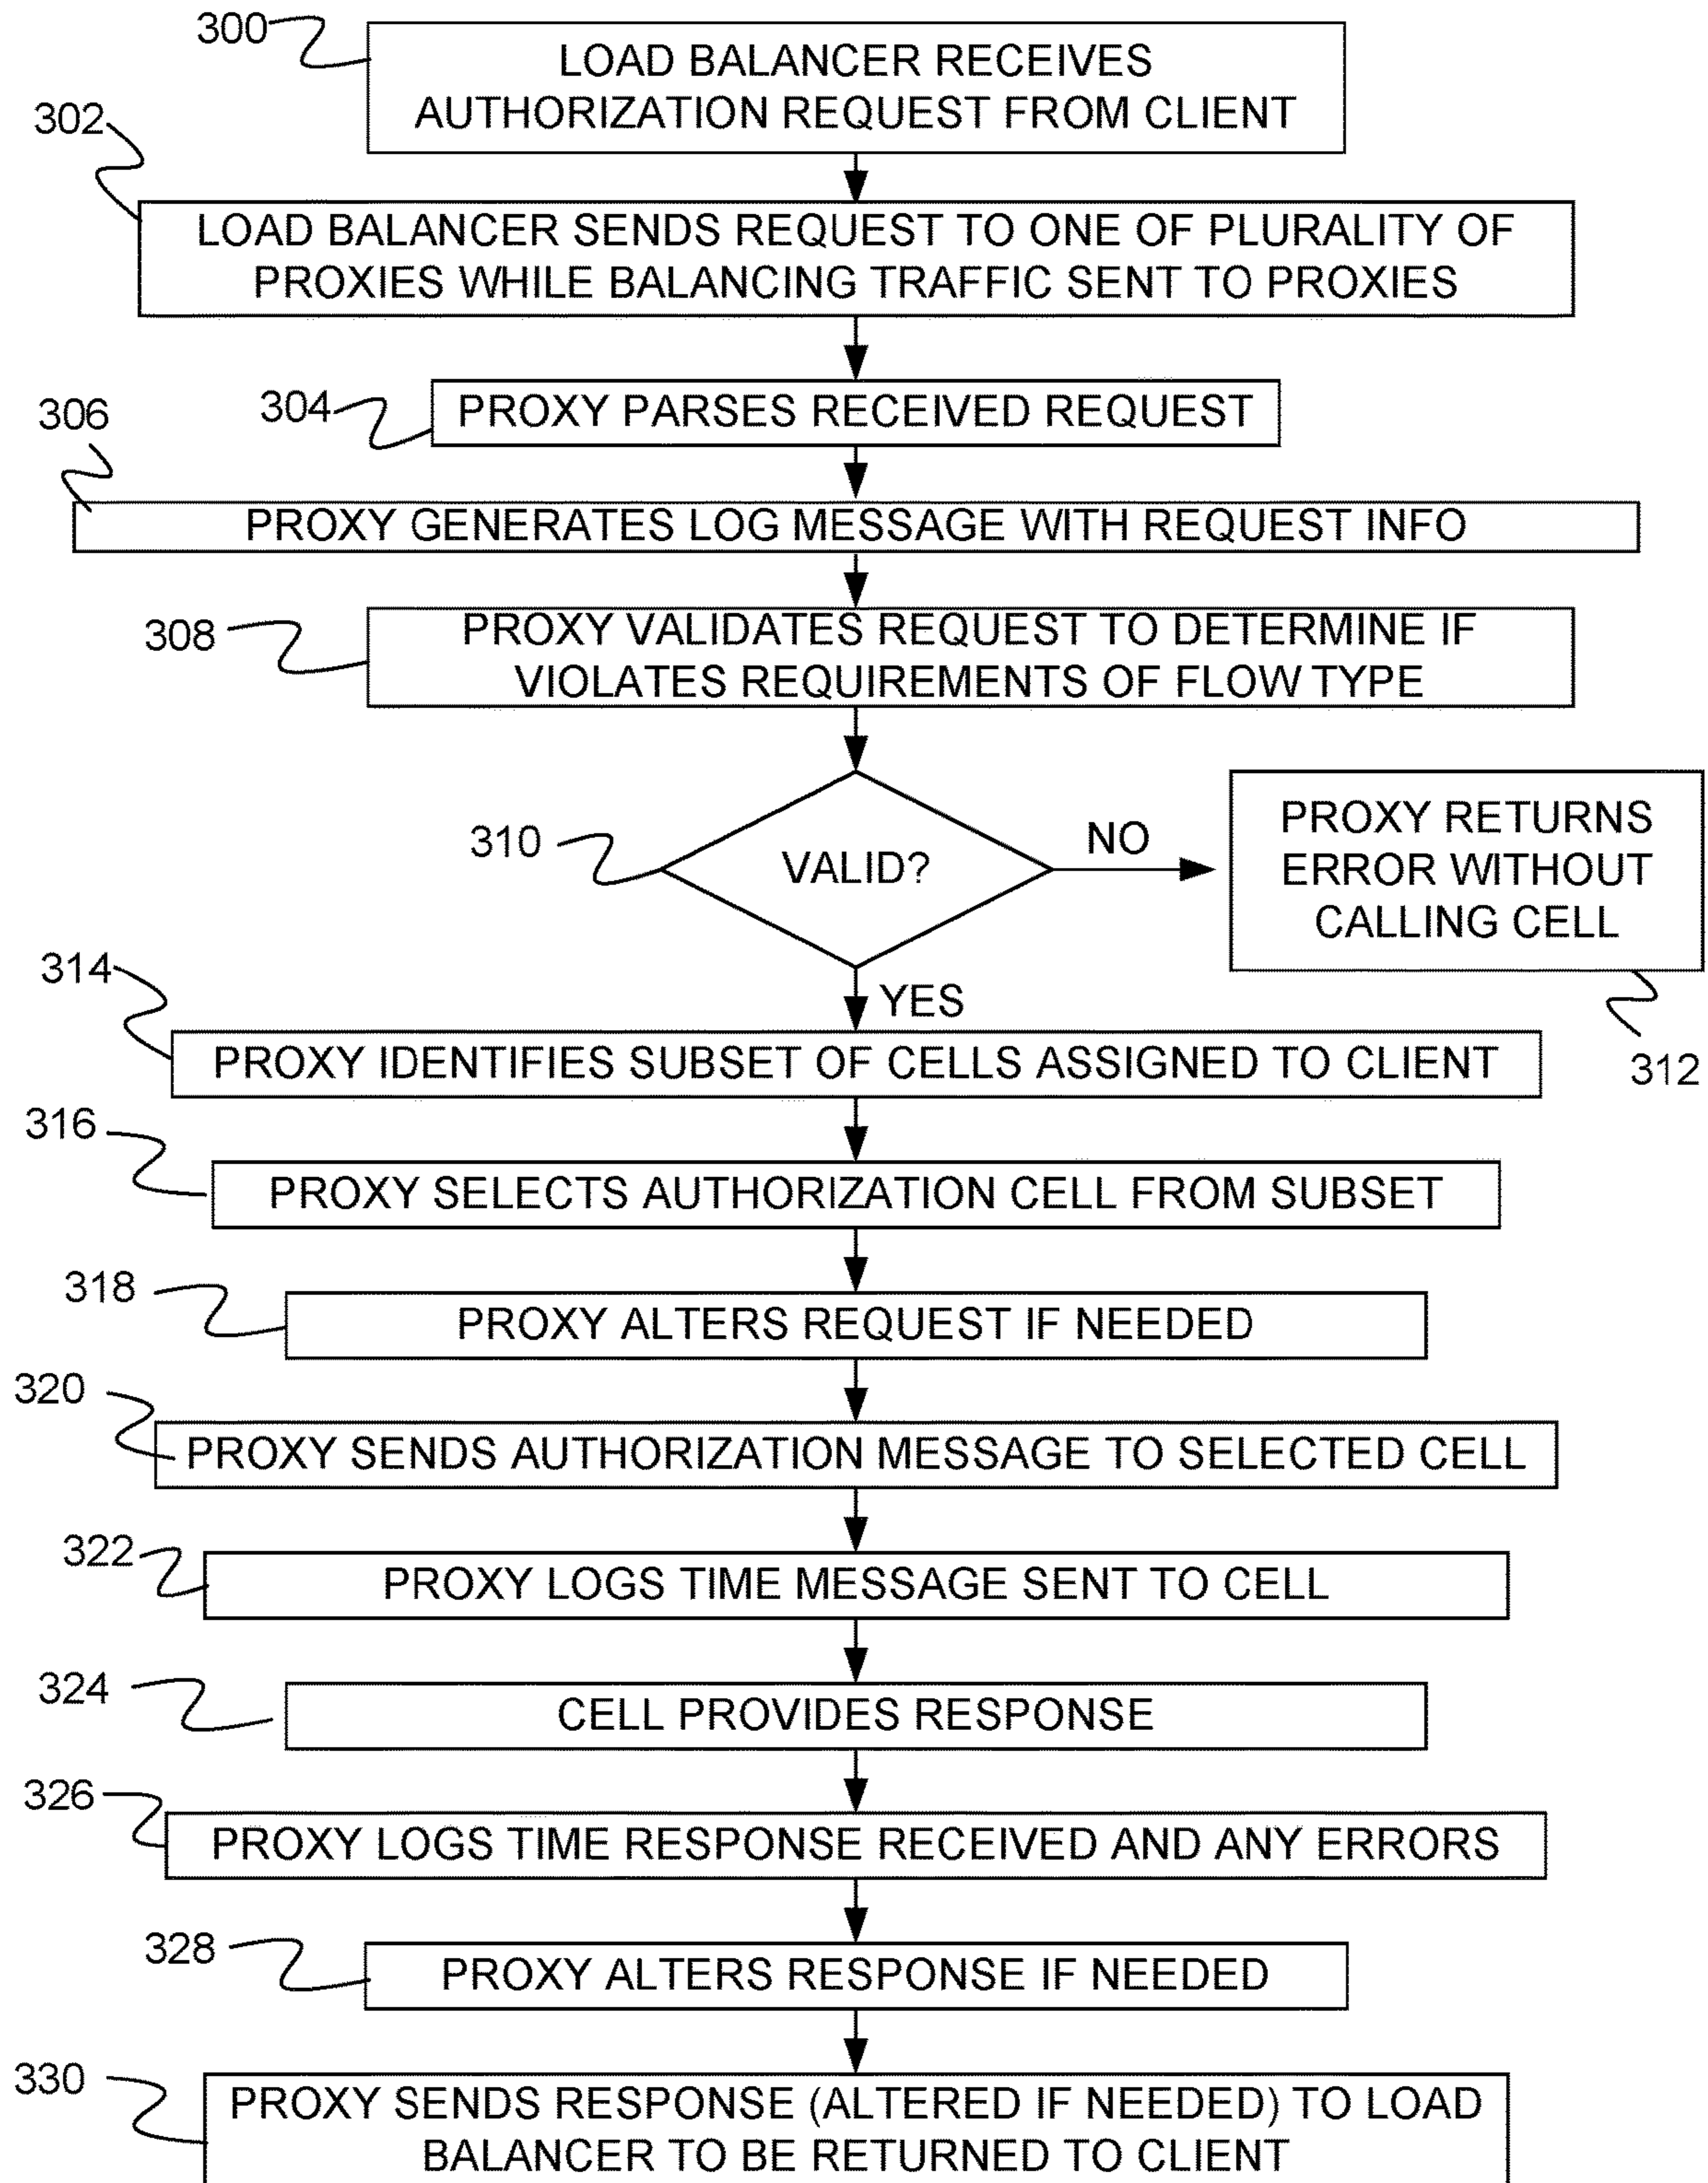 300
LOAD BALANCER RECEIVES
AUTHORIZATION REQUEST FROM CLIENT
302
LOAD BALANCER SENDS REQUEST TO ONE OF PLURALITY OF
PROXIES WHILE BALANCING TRAFFIC SENT TO PROXIES
304
PROXY PARSES RECEIVED REQUEST
306
PROXY GENERATES LOG MESSAGE WITH REQUEST INFO
308
PROXY VALIDATES REQUEST TO DETERMINE IF
VIOLATES REQUIREMENTS OF FLOW TYPE
310
VALID?
NO
PROXY RETURNS
ERROR WITHOUT
CALLING CELL
312
YES
314
PROXY IDENTIFIES SUBSET OF CELLS ASSIGNED TO CLIENT
316
PROXY SELECTS AUTHORIZATION CELL FROM SUBSET
318
PROXY ALTERS REQUEST IF NEEDED
320
PROXY SENDS AUTHORIZATION MESSAGE TO SELECTED CELL
322
PROXY LOGS TIME MESSAGE SENT TO CELL
324
CELL PROVIDES RESPONSE
326
PROXY LOGS TIME RESPONSE RECEIVED AND ANY ERRORS
328
PROXY ALTERS RESPONSE IF NEEDED
330
PROXY SENDS RESPONSE (ALTERED IF NEEDED) TO LOAD
BALANCER TO BE RETURNED TO CLIENT